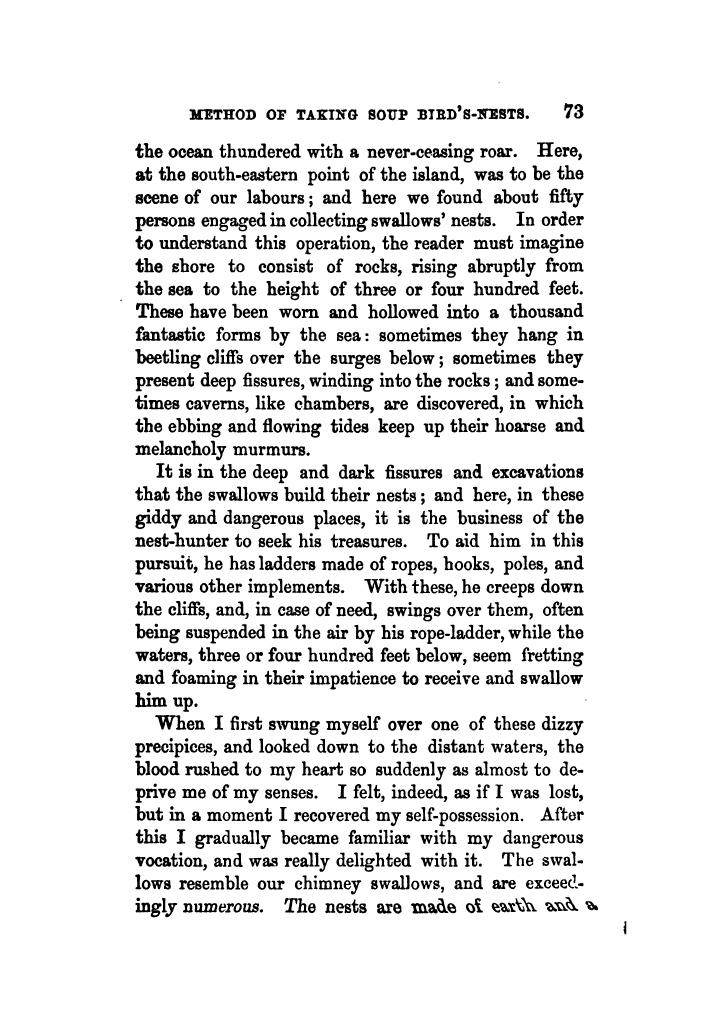 METHOD OF TAKING SOUP BIRD'S-NESTS. 73
the ocean thundered with a never-ceasing roar. Here,
at the south-eastern point of the island, was to be the
scene of our labours; and here we found about fifty
persons engaged in collecting swallows' nests. In order
to understand this operation, the reader must imagine
the shore to consist of rocks, rising abruptly from
the sea to the height of three or four hundred feet.
These have been worn and hollowed into a thousand
fantastic forms by the sea: sometimes they hang in
beetling cliffs over the surges below; sometimes they
present deep fissures, winding into the rocks; and some-
times caverns, like chambers, are discovered, in which
the ebbing and flowing tides keep up their hoarse and
melancholy murmurs.
It is in the deep and dark fissures and excavations
that the swallows build their nests; and here, in these
giddy and dangerous places, it is the business of the
nest-hunter to seek his treasures. To aid him in this
pursuit, he has ladders made of ropes, hooks, poles, and
various other implements. With these, he creeps down
the cliffs, and, in case of need, swings over them, often
being suspended in the air by his rope-ladder, while the
waters, three or four hundred feet below, seem fretting
and foaming in their impatience to receive and swallow
him up.
When I first swung myself over one of these dizzy
precipices, and looked down to the distant waters, the
blood rushed to my heart so suddenly as almost to de-
prive me of my senses. I felt, indeed, as if I was lost,
but in a moment I recovered my self-possession. After
this I gradually became familiar with my dangerous
vocation, and was really delighted with it. The swal-
lows resemble our chimney swallows, and are exceed-
ingly numerous. The nests are made of earth and a